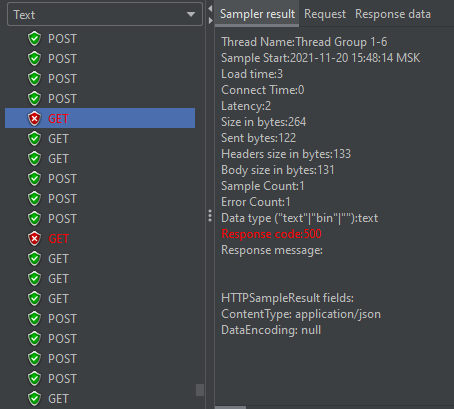 Text
POST
POST
POST
POST
GET
GET
GET
POST
POST
POST
GET
GET
GET
GET
POST
POST
POST
POST
GET
Sampler result Request Response data
Thread Name:Thread Group 1-6
Sample Start:2021-11-20 15:48:14 MSK
Load time:3
Connect Time:0
Latency:2
Size in bytes:264
Sent bytes:122
Headers size in bytes:133
Body size in bytes:131
Sample Count:1
Error Count:1
Data type ("text"|"bin"|""):text
Response code:500
Response message:
HTTPSampleResult fields:
ContentType: application/json
DataEncoding: null